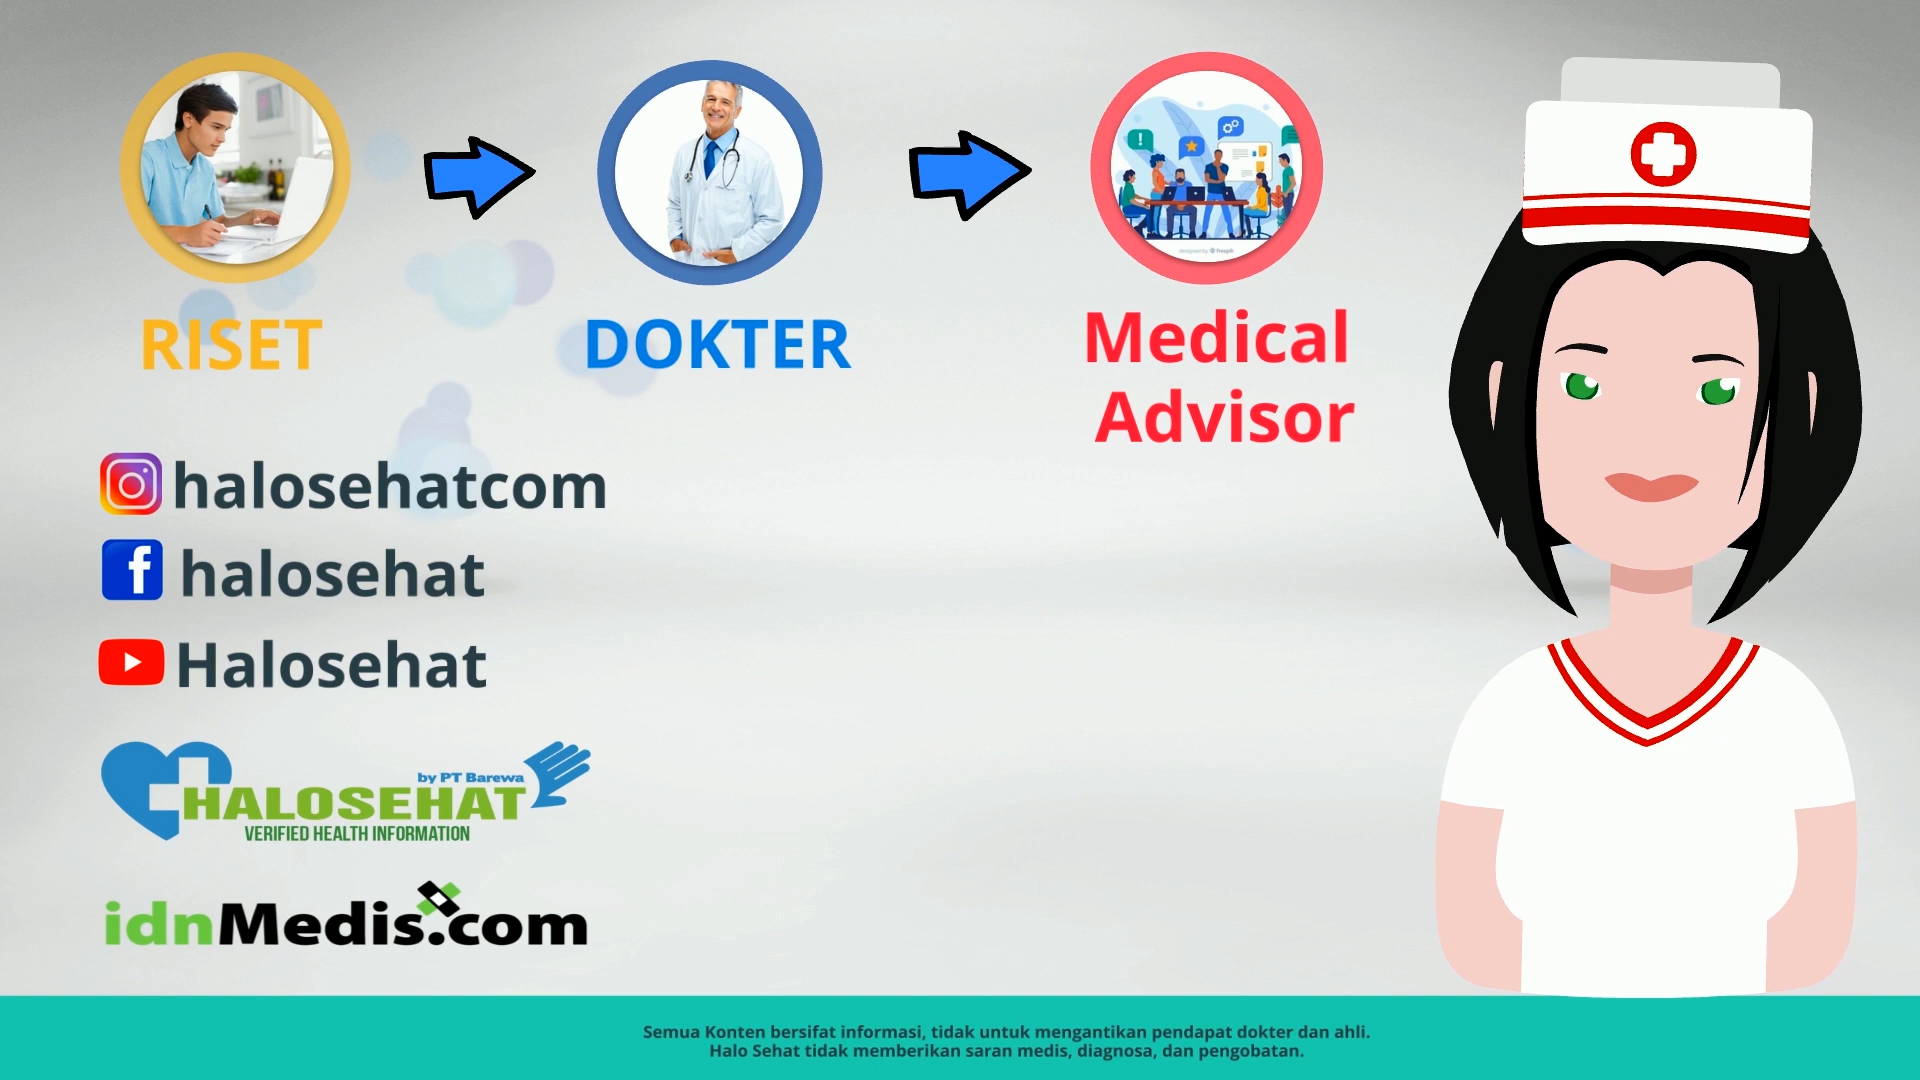 RISET
DOKTER
Medical
Advisor
halosehatcom
halosehat
Halosehat
by PT Barewa
HALOSEHAT
VERIFIED HEALTH INFORMATION
idnMedis.com
Semua Konten bersifat informasi, tidak untuk mengantikan pendapat dokter dan ahli.
Halo Sehat tidak memberikan saran medis, diagnosa, dan pengobatan.